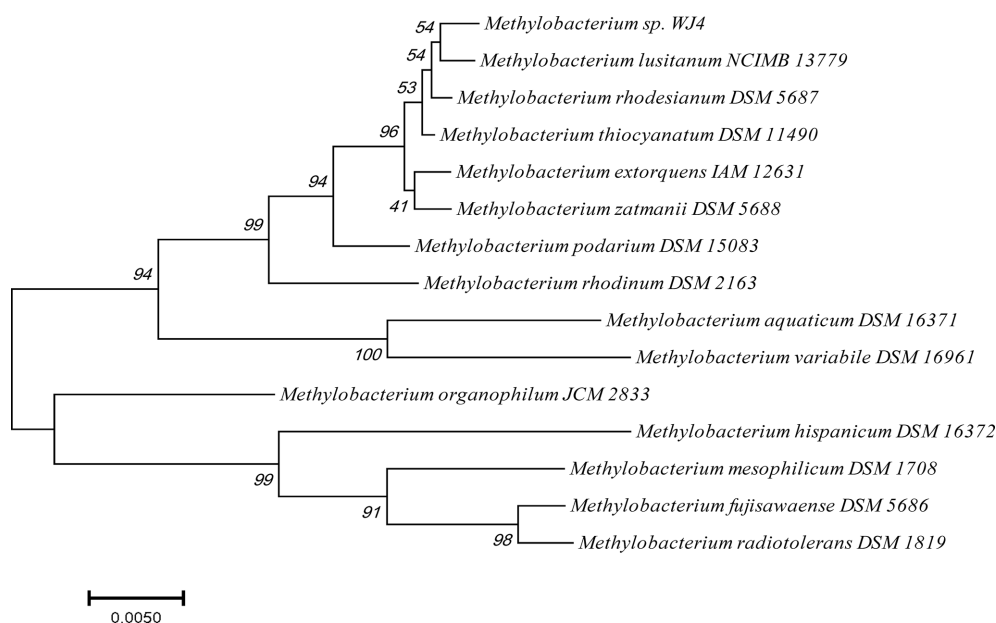 54
Methylobacterium sp. WJ4
54
Methylobacterium lusitanum NCIMB 13779
53
Methylobacterium rhodesianum DSM 5687
96
Methylobacterium thiocyanatum DSM 11490
Methylobacterium extorquens IAM 12631
94
41
Methylobacterium zatmanii DSM 5688
99
Methylobacterium podarium DSM 15083
94
Methylobacterium rhodinum DSM 2163
Methylobacterium aquaticum DSM 16371
100
Methylobacterium variabile DSM 16961
Methylobacterium organophilum JCM 2833
Methylobacterium hispanicum DSM 16372
99
Methylobacterium mesophilicum DSM 1708
91
Methylobacterium fujisawaense DSM 5686
98
Methylobacterium radiotolerans DSM 1819
0.0050